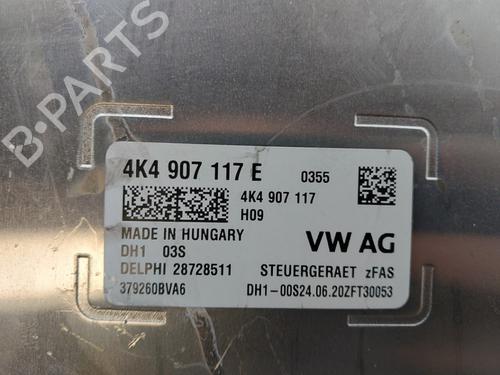 B-PARTS
4K4 907 117 E 0355
4K4 907 117
H09
MADE IN HUNGARY
DH1 03S
VW AG
DELPHI 28728511 STEUERGERAET zFAS
379260BVA6 DH1-00S24.06.20ZFT30053